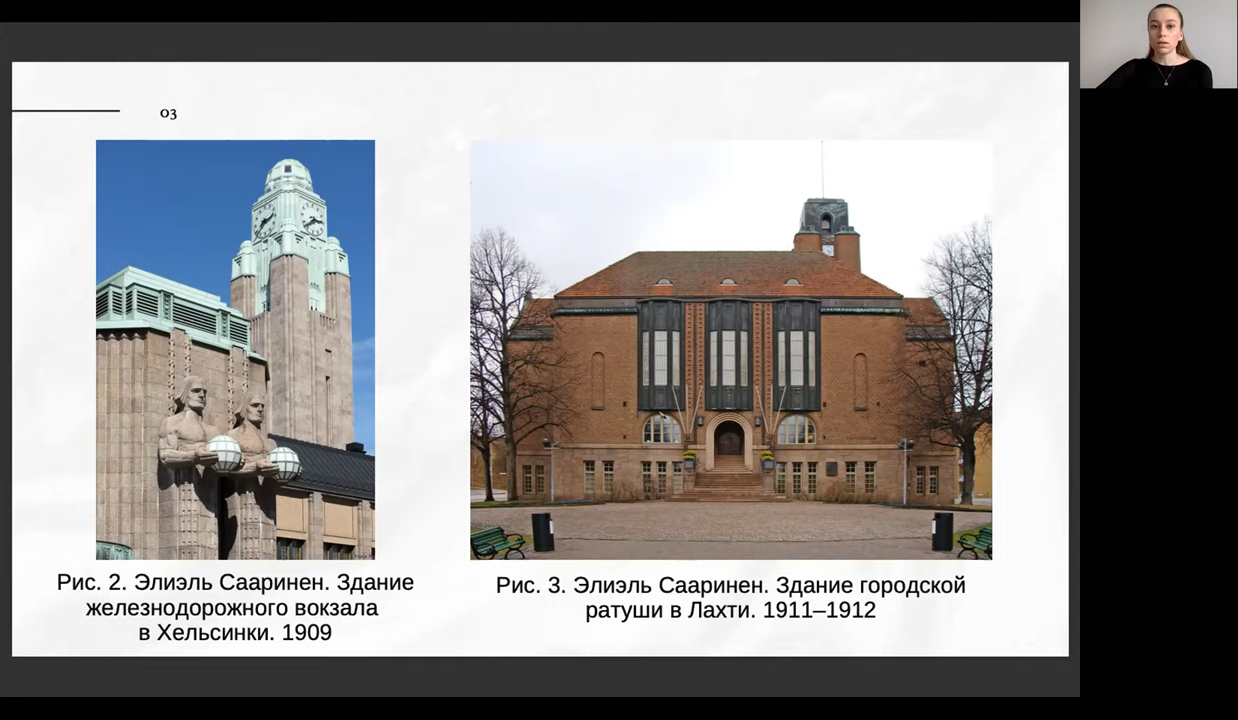 03
Рис. 2. Элиэль Сааринен. Здание
железнодорожного вокзала
в Хельсинки. 1909
Рис. 3. Элиэль Сааринен. Здание городской
ратуши в Лахти. 1911–1912